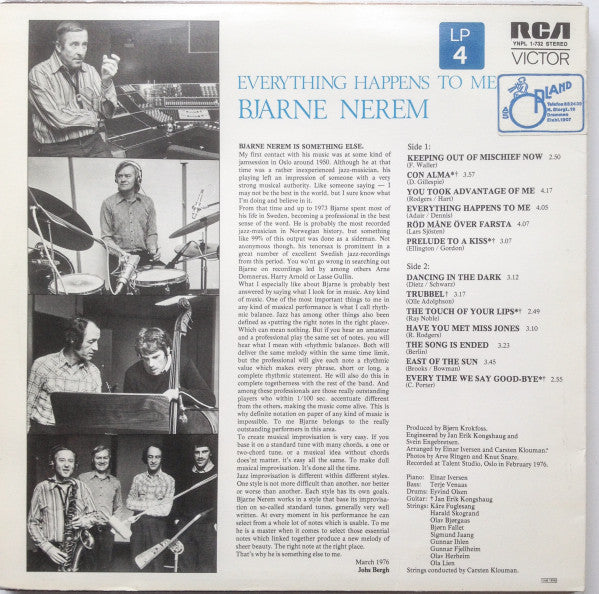 LP
4
RCA
YNPL 1-732 STEREO
VICTOR
EVERYTHING HAPPENS TO ME
BJARNE NEREM
ØRLAND
Telefon 83 34 39
Drammen
BJARNE NEREM IS SOMETHING ELSE.
My first contact with his music was at some kind of
jamsession in Oslo around 1950. Although he at that
time was a rather inexperienced jazz-musician, his
playing left an impression of someone with a very
strong musical authority. Like someone saying — I
may not be the best in the world, but I sure know what
I'm doing and believe in it.
From that time and up to 1973 Bjarne spent most of
his life in Sweden, becoming a professional in the best
sense of the word. He is probably the most recorded
jazz-musician in Norwegian history, but something
like 99% of this output was done as a sideman. Not
anonymous though, his tenorsax is prominent in a
great number of excellent Swedish jazz-recordings
from this period. You wo'nt go wrong in searching out
Bjarne on recordings led by among others Arne
Domnerus, Harry Arnold or Lasse Gullin.
What I especially like about Bjarne is probably best
answered by saying what I look for in music. Any kind
of music. One of the most important things to me in
any kind of musical performance is what I call rhyth-
mic balance. Jazz has among other things also been
defined as «putting the right notes in the right place».
Which can mean nothing. But if you hear an amateur
and a professional play the same set of notes, you will
hear what I mean with «rhythmic balance». Both will
deliver the same melody within the same time limit,
but the professional will give each note a rhythmic
value which makes every phrase, short or long, a
complete rhythmic statement. He will also do this in
complete togetherness with the rest of the band. And
among these professionals are those really outstanding
players who within 1/100 sec. accentuate different
from the others, making the music come alive. This is
why definite notation on paper of any kind of music is
impossible. To me Bjarne belongs to the really
outstanding performers in this area.
To create musical improvisation is very easy. If you
base it on a standard tune with many chords, a one or
two-chord tune, or a musical idea without chords
does'nt matter. it's easy all the same. To make dull
musical improvisation. It's done all the time.
Jazz improvisation is different within different styles.
One style is not more difficult than another, nor better
or worse than another. Each style has its own goals.
Bjarne Nerem works in a style that base its improvisa-
tion on so-called standard tunes, generally very well
written. At every moment in his performance he can
select from a whole lot of notes which is usable. To me
he is a master when it comes to select those essential
notes which linked together produce a new melody of
sheer beauty. The right note at the right place.
That's why he is something else to me.
March 1976
Johs Bergh
Side 1:
KEEPING OUT OF MISCHIEF NOW 2.50
(F. Waller)
CON ALMA*† 3.57
(D. Gillespie)
YOU TOOK ADVANTAGE OF ME 4.17
(Rodgers / Hart)
EVERYTHING HAPPENS TO ME 4.05
(Adair / Dennis)
RÖD MÅNE ÖVER FARSTA 4.10
(Lars Sjösten)
PRELUDE TO A KISS*† 3.07
(Ellington / Gordon)
Side 2:
DANCING IN THE DARK 3.12
(Dietz / Schwarz)
TRUBBEL† 3.17
(Olle Adolphson)
THE TOUCH OF YOUR LIPS*† 2.49
(Ray Noble)
HAVE YOU MET MISS JONES 3.10
(R. Rodgers)
THE SONG IS ENDED 3.23
(Berlin)
EAST OF THE SUN 3.45
(Brooks / Bowman)
EVERY TIME WE SAY GOOD-BYE*† 2.55
(C. Porter)
Produced by Bjørn Krokfoss.
Engineered by Jan Erik Kongshaug and
Svein Engebretsen.
Arranged by Einar Iversen and Carsten Klouman.*
Photos by Arve Ringen and Knut Snare.
Recorded at Talent Studio, Oslo in February 1976.
Piano: Einar Iversen
Bass: Terje Venaas
Drums: Eyvind Olsen
Guitar: † Jan Erik Kongshaug
Strings: Kåre Fuglesang
Harald Skogrand
Olav Bjørgaas
Bjørn Fallet
Sigmund Jaang
Gunnar Ihlen
Gunnar Fjellheim
Olas Herheim
Ola Lien
Strings conducted by Carsten Klouman.